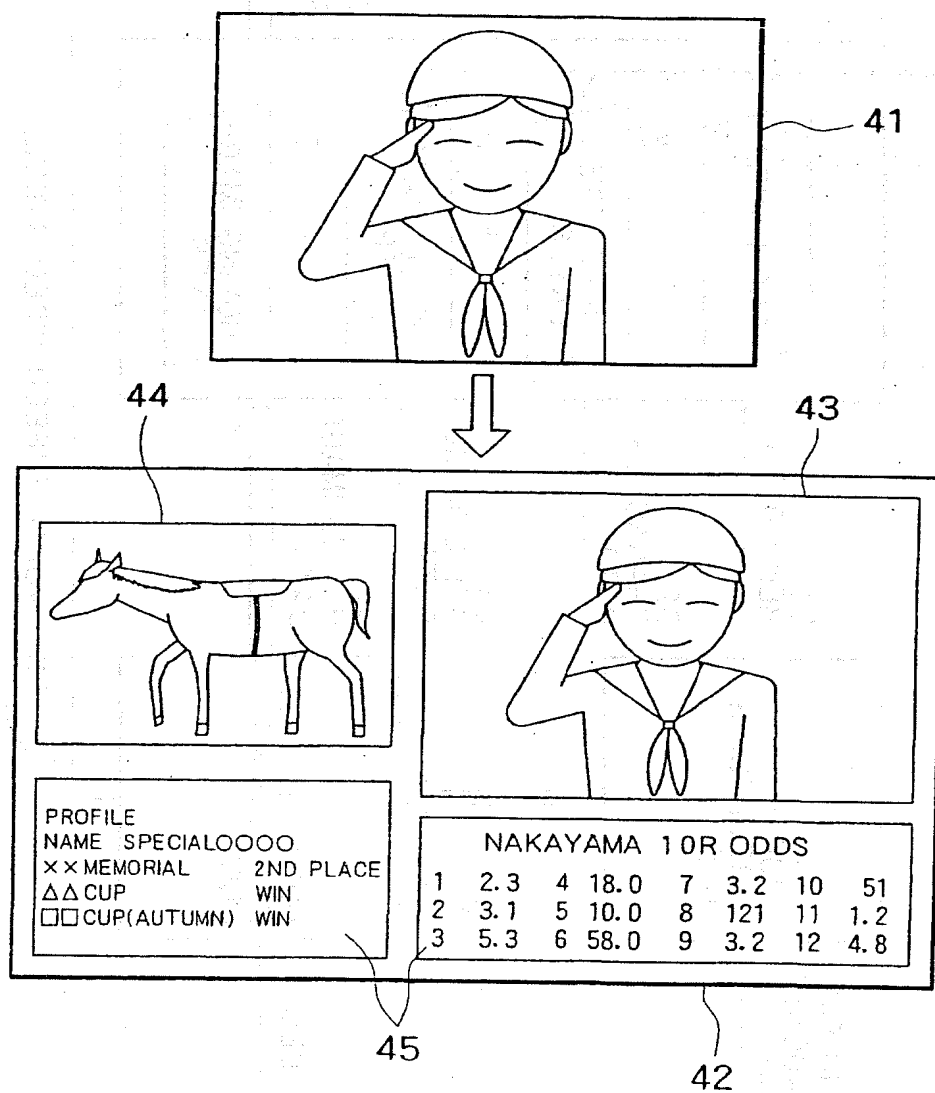 41
44
43
PROFILE
NAME SPECIAL○○○○
××MEMORIAL 2ND PLACE
△△CUP WIN
□□CUP(AUTUMN) WIN
NAKAYAMA 10R ODDS
1 2.3 4 18.0 7 3.2 10 51
2 3.1 5 10.0 8 121 11 1.2
3 5.3 6 58.0 9 3.2 12 4.8
45
42